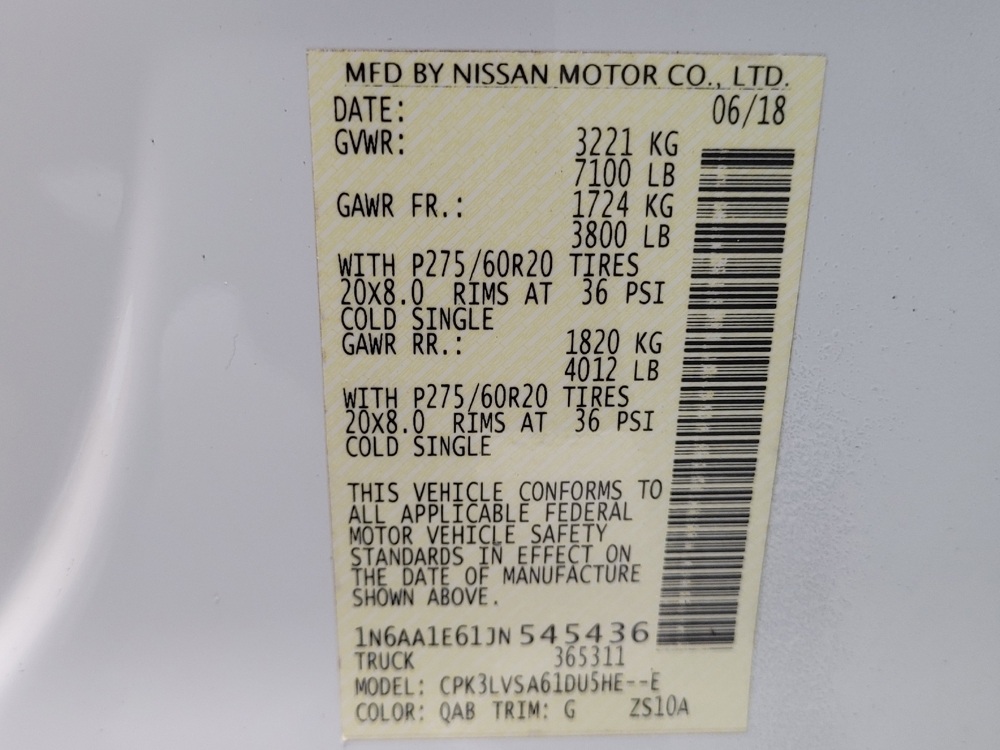 MFD BY NISSAN MOTOR CO., LTD.
DATE: 06/18
GVWR: 3221 KG
7100 LB
GAWR FR.: 1724 KG
3800 LB
WITH P275/60R20 TIRES
20X8.0 RIMS AT 36 PSI
COLD SINGLE
GAWR RR.: 1820 KG
4012 LB
WITH P275/60R20 TIRES
20X8.0 RIMS AT 36 PSI
COLD SINGLE
THIS VEHICLE CONFORMS TO
ALL APPLICABLE FEDERAL
MOTOR VEHICLE SAFETY
STANDARDS IN EFFECT ON
THE DATE OF MANUFACTURE
SHOWN ABOVE.
1N6AA1E61JN545436
TRUCK 365311
MODEL: CPK3LVSA61DU5HE--E
COLOR: QAB TRIM: G ZS10A